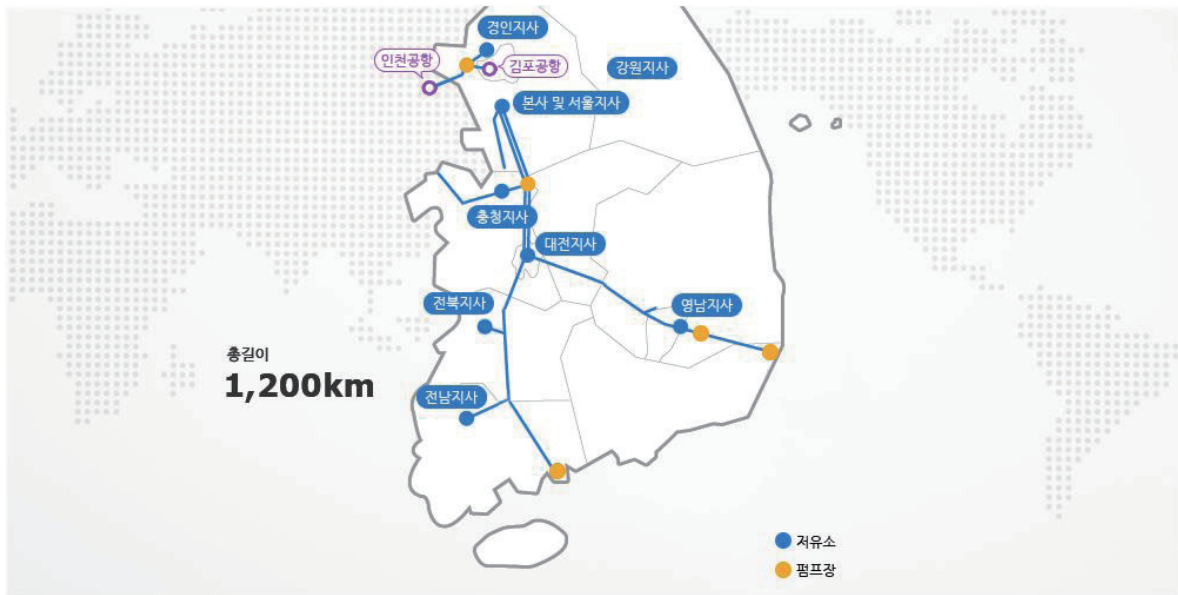 경인지사
인천공항
김포공항
강원지사
본사 및 서울지사
충청지사
대전지사
전북지사
영남지사
총길이
1,200km
전남지사
저유소
펌프장